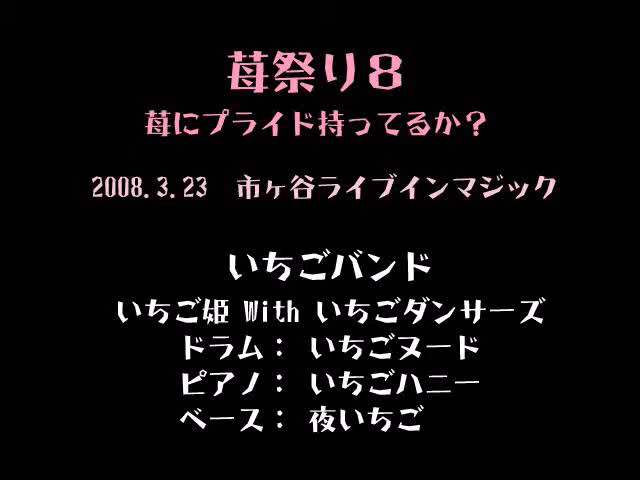 苺祭り8
苺にプライド持ってるか？
2008.3.23　市ヶ谷ライブインマジック
いちごバンド
いちご姫 With いちごダンサーズ
ドラム： いちごヌード
ピアノ： いちごハニー
ベース： 夜いちご